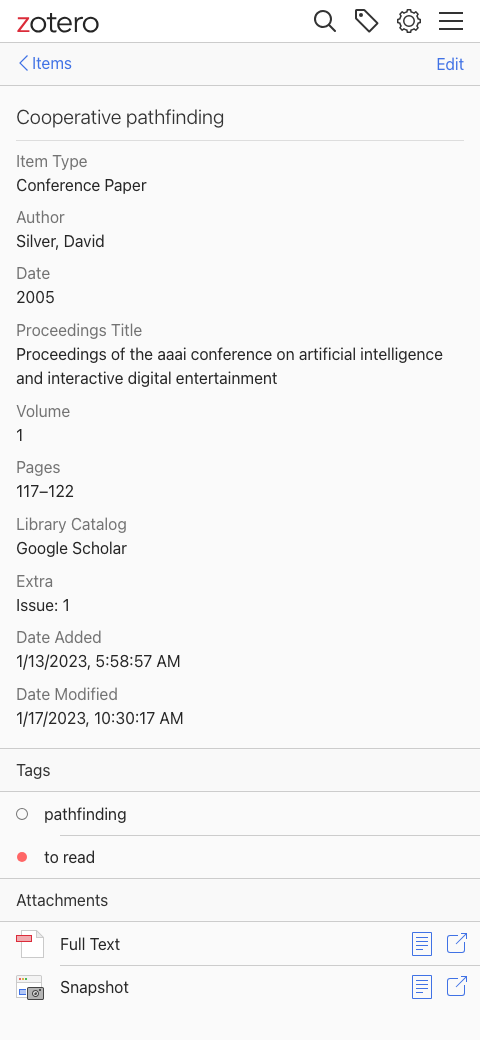 zotero
Items
Edit
Cooperative pathfinding
Item Type
Conference Paper
Author
Silver, David
Date
2005
Proceedings Title
Proceedings of the aaai conference on artificial intelligence
and interactive digital entertainment
Volume
1
Pages
117–122
Library Catalog
Google Scholar
Extra
Issue: 1
Date Added
1/13/2023, 5:58:57 AM
Date Modified
1/17/2023, 10:30:17 AM
Tags
pathfinding
to read
Attachments
Full Text
Snapshot